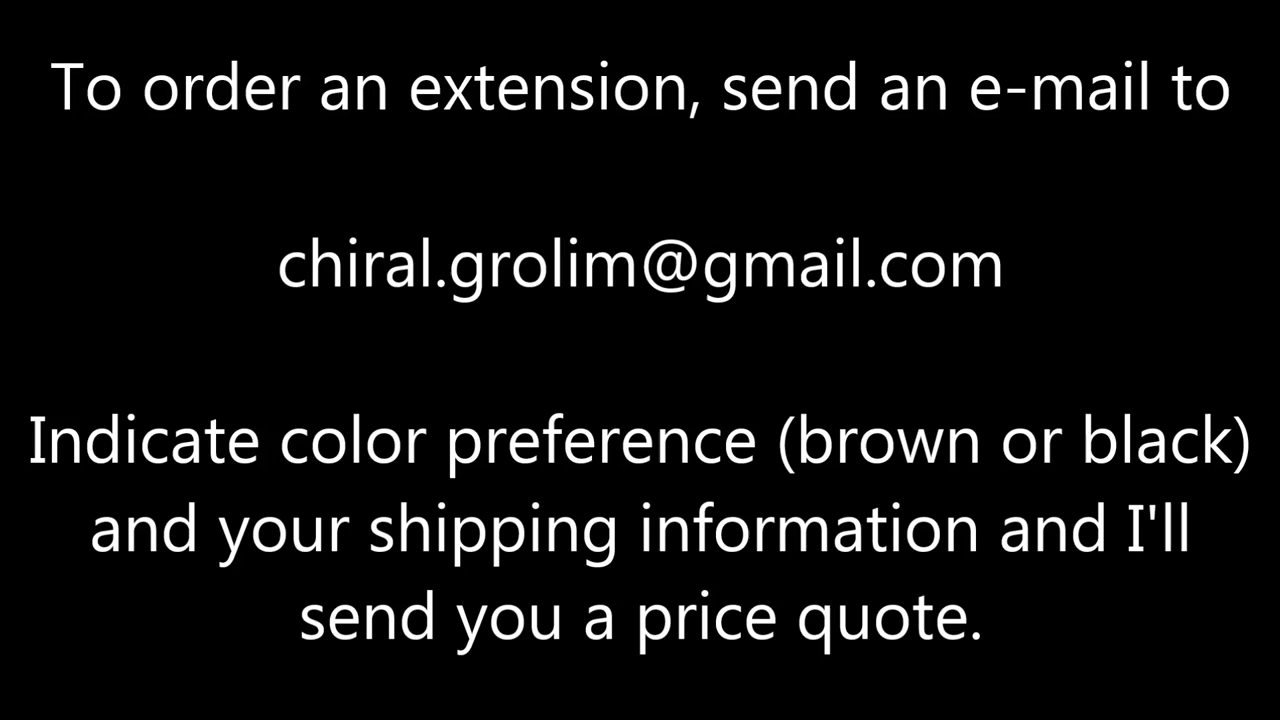 To order an extension, send an e-mail to
chiral.grolim@gmail.com
Indicate color preference (brown or black)
and your shipping information and I'll
send you a price quote.